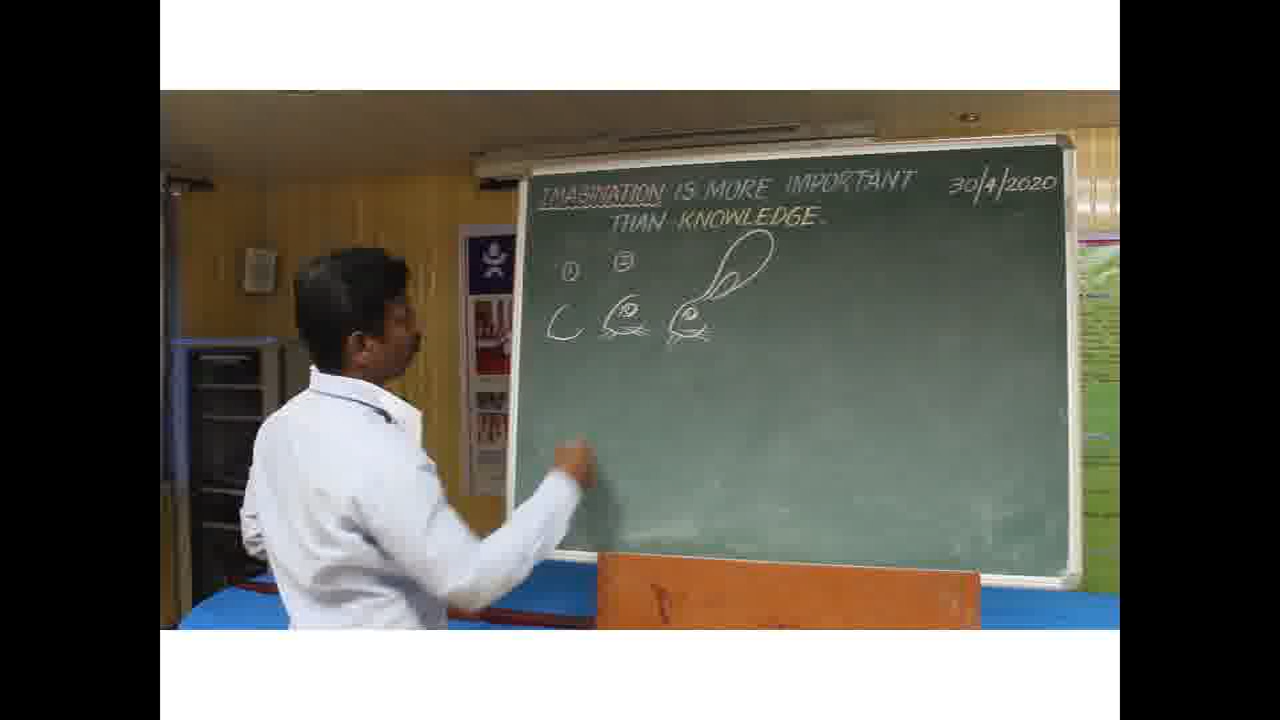 IMAGINATION IS MORE IMPORTANT 30/4/2020
THAN KNOWLEDGE.
① ②